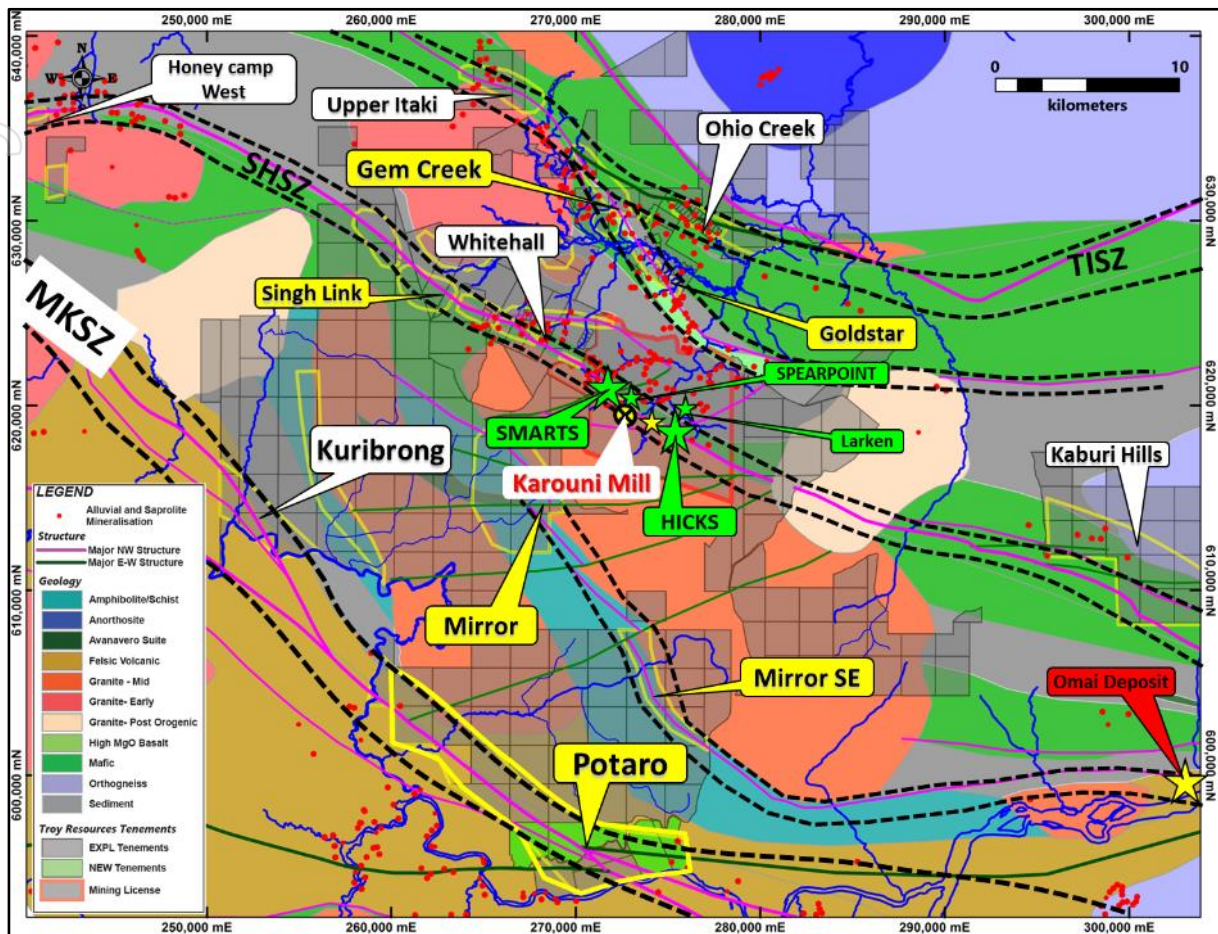 250,000 mE
260,000 mE
270,000 mE
280,000 mE
290,000 mE
300,000 mE
640,000 mN
N
W
E
Honey camp
West
Upper Itaki
Gem Creek
Ohio Creek
0
10
kilometers
SHSZ
630,000 mN
630,000 mN
Whitehall
Singh Link
TISZ
MKSZ
Goldstar
SPEARPOINT
620,000 mN
620,000 mN
SMARTS
Larken
Kuribrong
Karouni Mill
Kaburi Hills
HICKS
610,000 mN
610,000 mN
Mirror
Mirror SE
Omai Deposit
Potaro
600,000 mN
600,000 mN
LEGEND
Alluvial and Saprolite
Mineralisation
Structure
Major NW Structure
Major E-W Structure
Geology
Amphibolite/Schist
Anorthosite
Avanavero Suite
Felsic Volcanic
Granite - Mid
Granite- Early
Granite- Post Orogenic
High MgO Basalt
Mafic
Orthogneiss
Sediment
Troy Resources Tenements
EXPL Tenements
NEW Tenements
Mining License
250,000 mE
260,000 mE
270,000 mE
280,000 mE
290,000 mE
300,000 mE